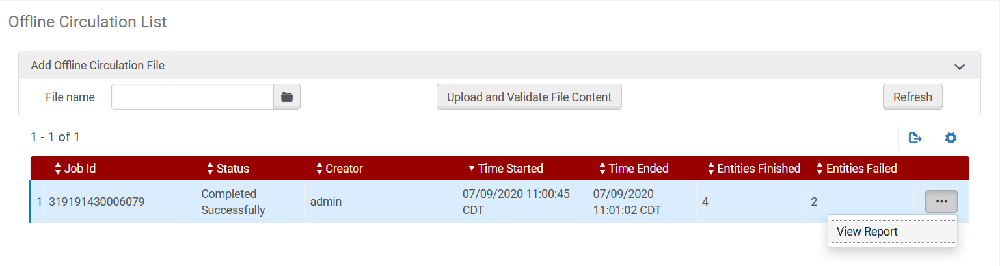 Offline Circulation List
Add Offline Circulation File
File name
Upload and Validate File Content
Refresh
1 - 1 of 1
Job Id Status Creator Time Started Time Ended Entities Finished Entities Failed
1 319191430006079 Completed Successfully admin 07/09/2020 11:00:45 CDT 07/09/2020 11:01:02 CDT 4 2
View Report